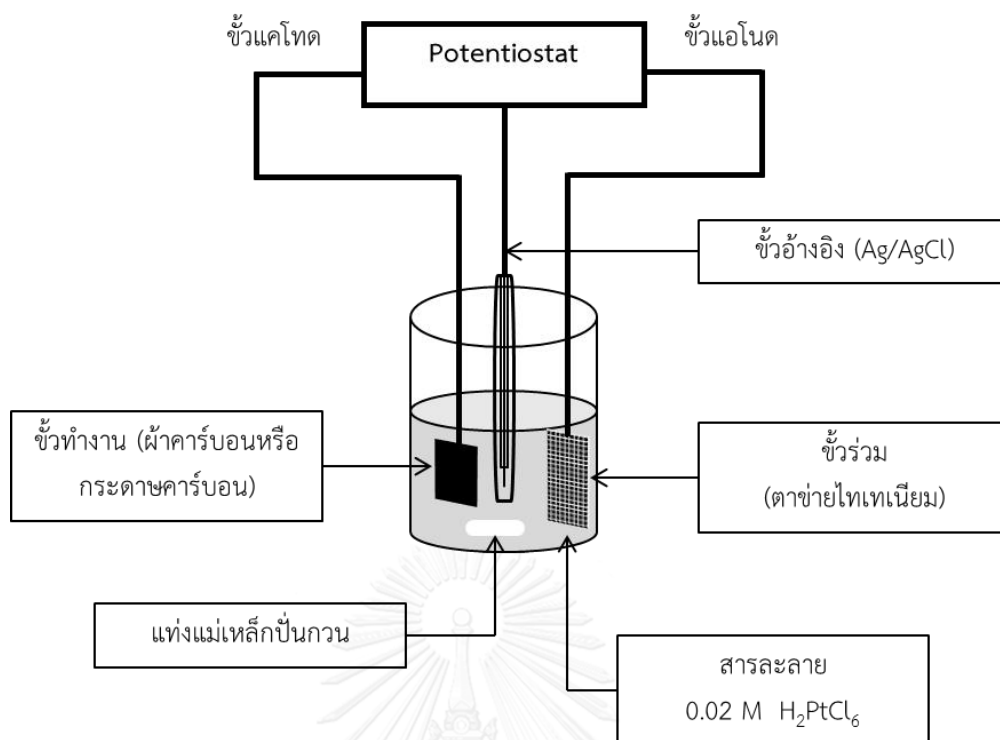 ขั้วแคโทด
Potentiostat
ขั้วแอโนด
ขั้วอ้างอิง (Ag/AgCl)
ขั้วทำงาน (ผ้าคาร์บอนหรือ
กระดาษคาร์บอน)
ขั้วร่วม
(ตาข่ายไทเทเนียม)
แท่งแม่เหล็กปั่นกวน
สารละลาย
0.02 M H₂PtCl₆